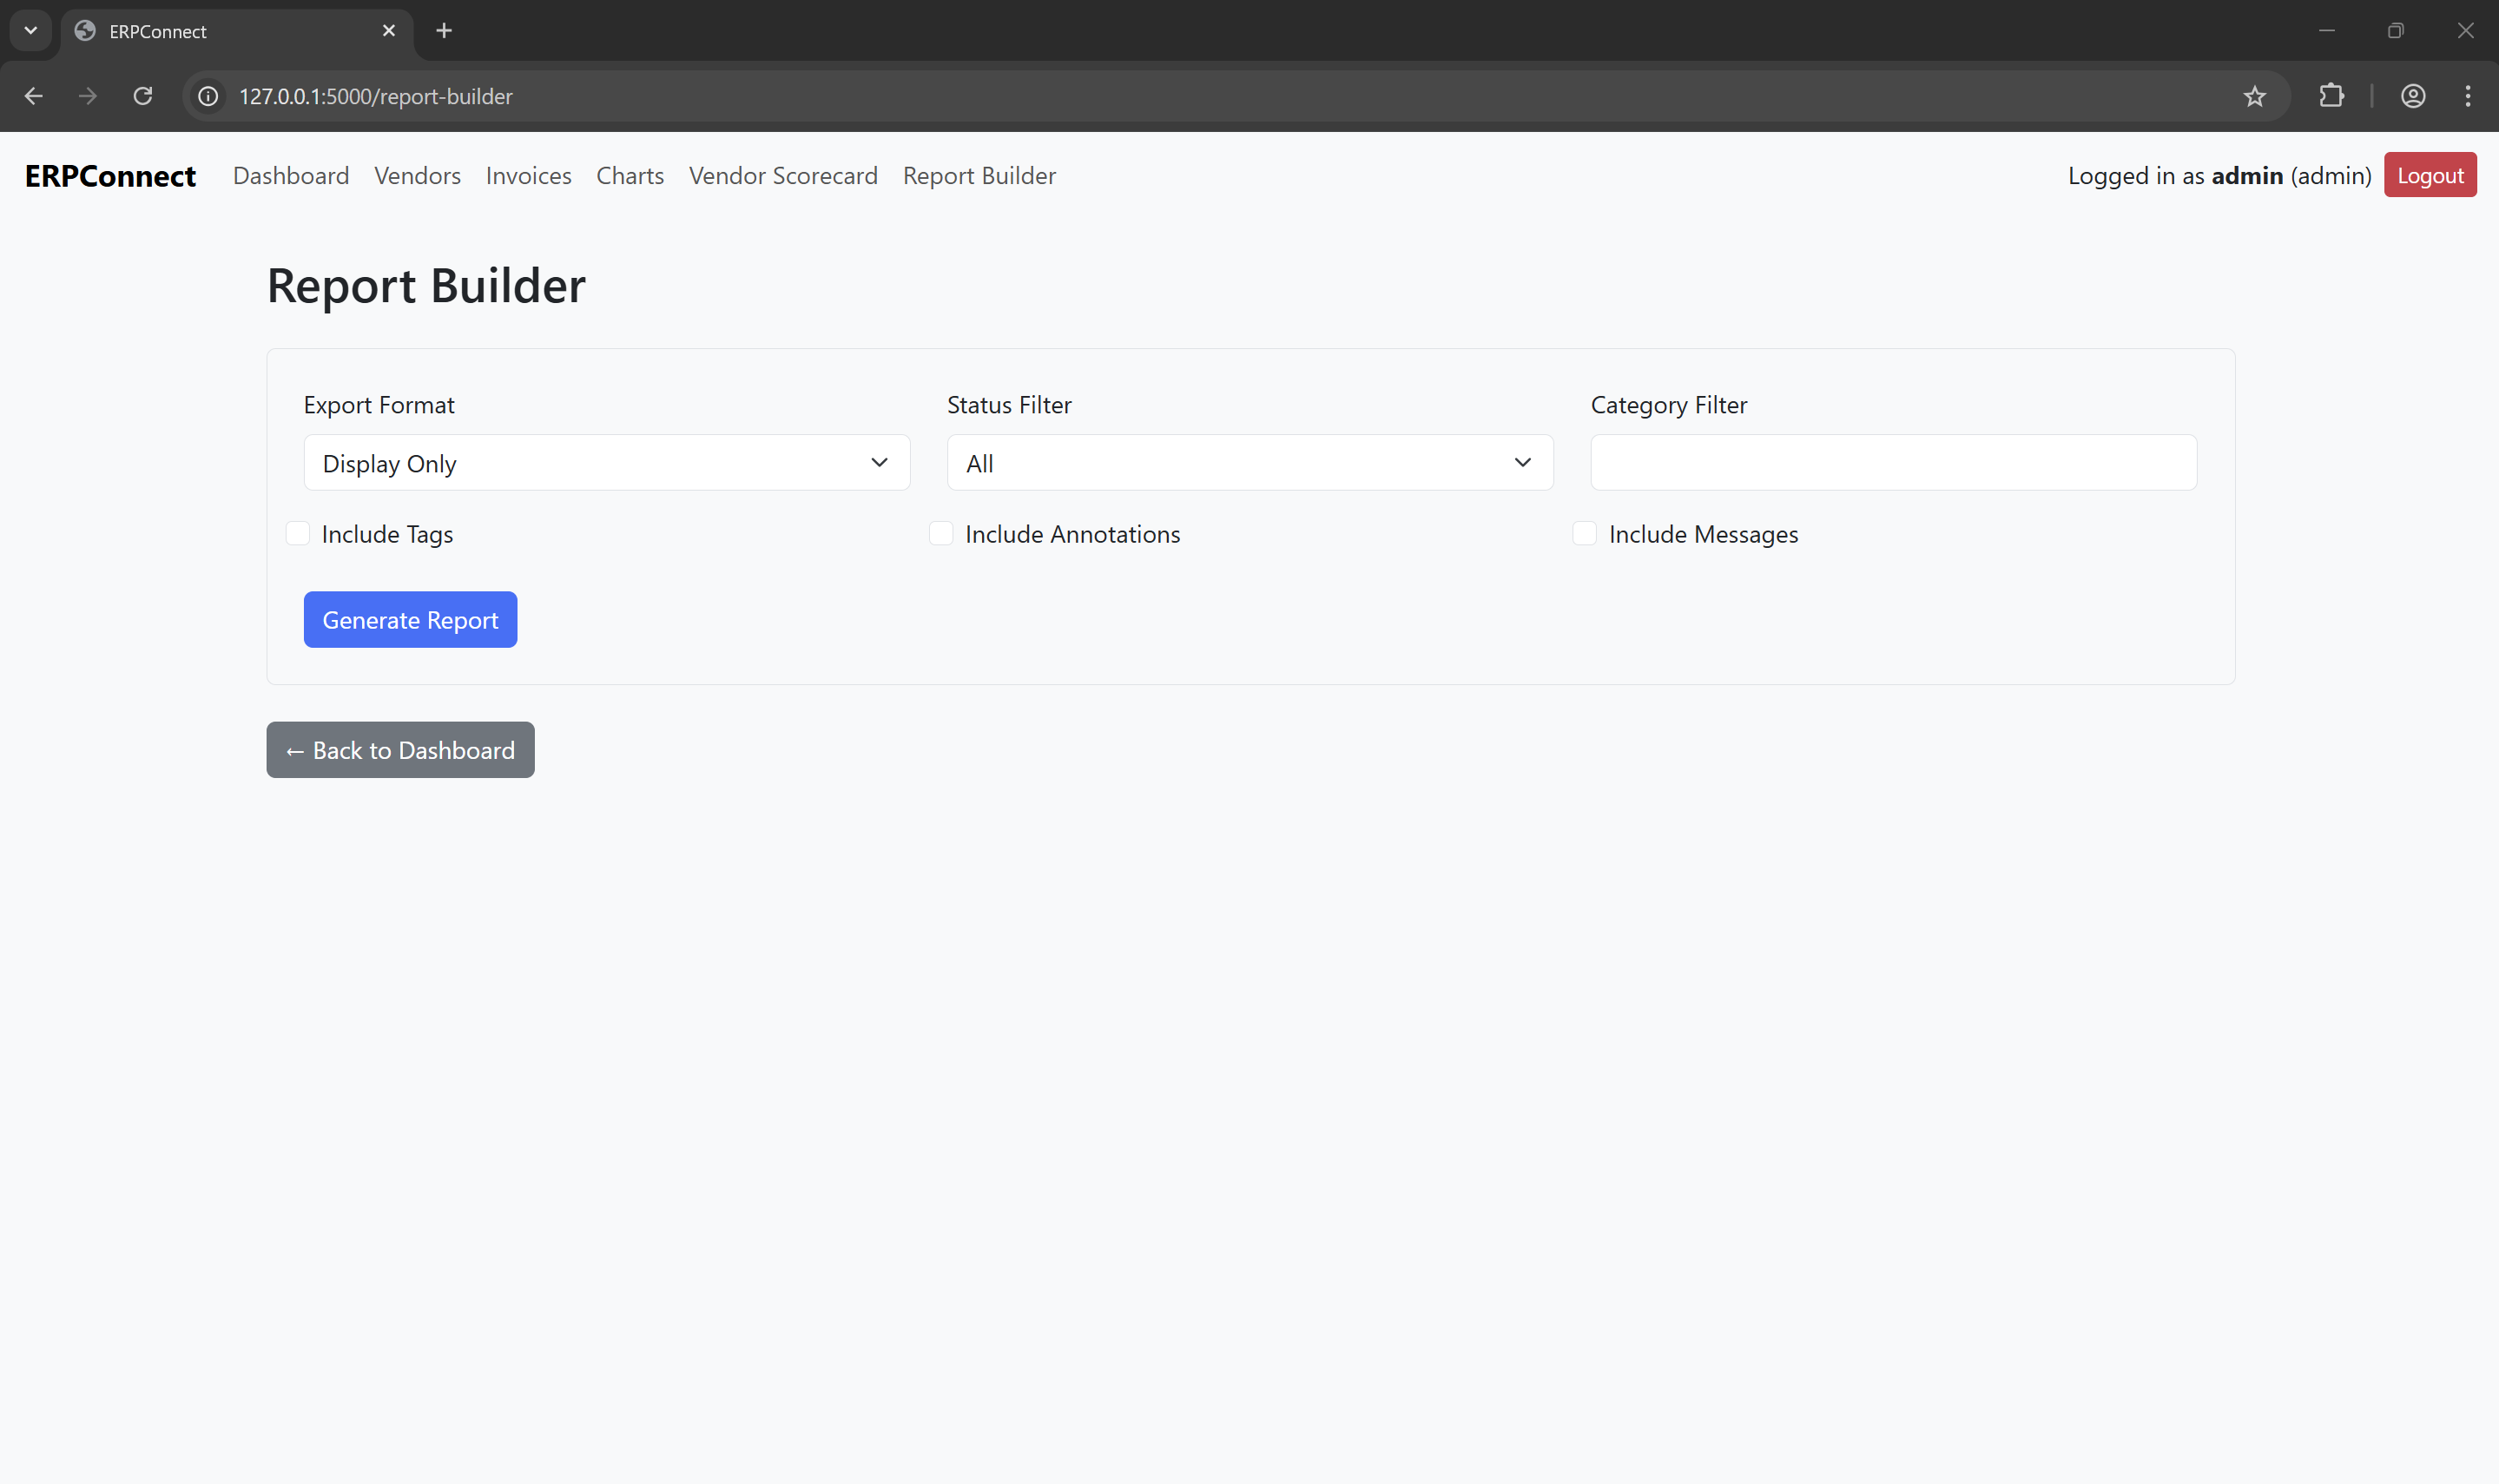 ERPConnect
127.0.0.1:5000/report-builder
ERPConnect Dashboard Vendors Invoices Charts Vendor Scorecard Report Builder Logged in as admin (admin) Logout
Report Builder
Export Format Status Filter Category Filter
Display Only All
Include Tags Include Annotations Include Messages
Generate Report
← Back to Dashboard